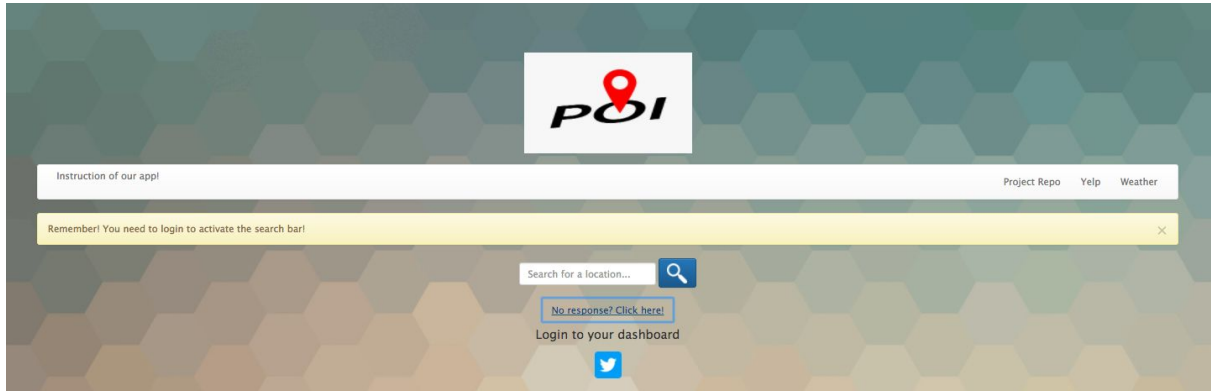 POI
Instruction of our app!
Project Repo Yelp Weather
Remember! You need to login to activate the search bar!
Search for a location...
No response? Click here!
Login to your dashboard